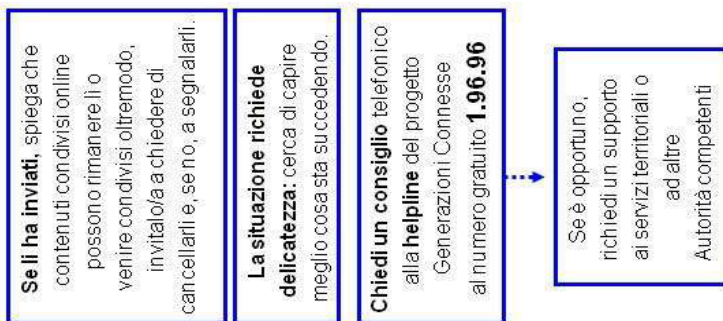 Se li ha inviati, spiega che
contenuti condivisi online
possono rimanere lì o
venire condivisi oltremodo,
invitalo/a a chiedere di
cancellarli e, se no, a segnalarli.
La situazione richiede
delicatezza: cerca di capire
meglio cosa sta succedendo.
Chiedi un consiglio telefonico
alla helpline del progetto
Generazioni Connesse
al numero gratuito 1.96.96
Se è opportuno,
richiedi un supporto
ai servizi territoriali o
ad altre
Autorità competenti